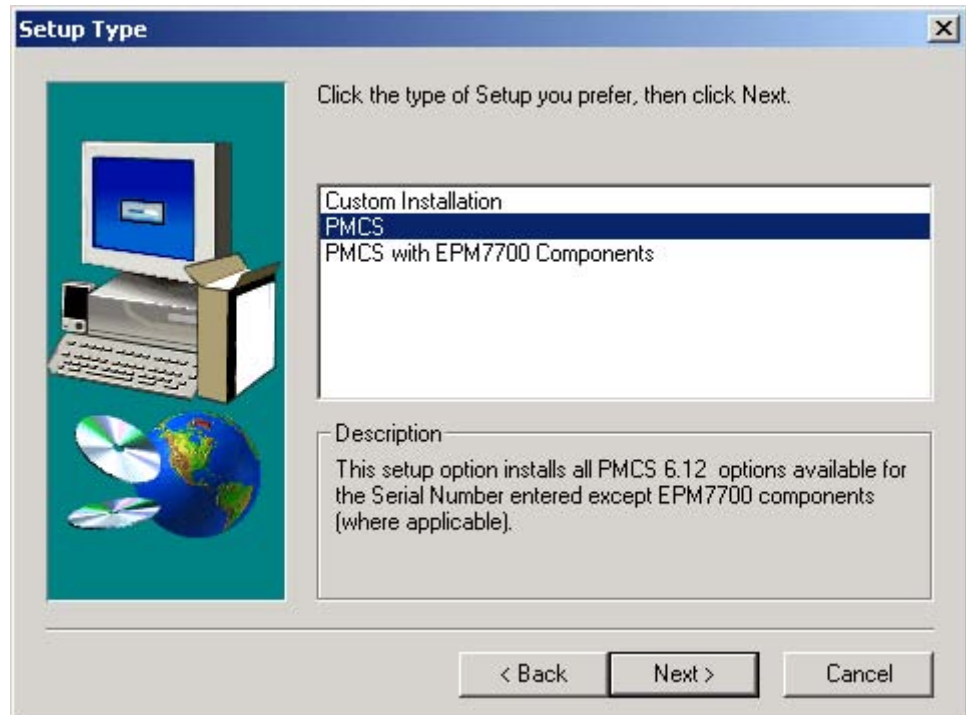 Setup Type
Click the type of Setup you prefer, then click Next.
Custom Installation
PMCS
PMCS with EPM7700 Components
Description
This setup option installs all PMCS 6.12 options available for
the Serial Number entered except EPM7700 components
(where applicable).
< Back
Next >
Cancel